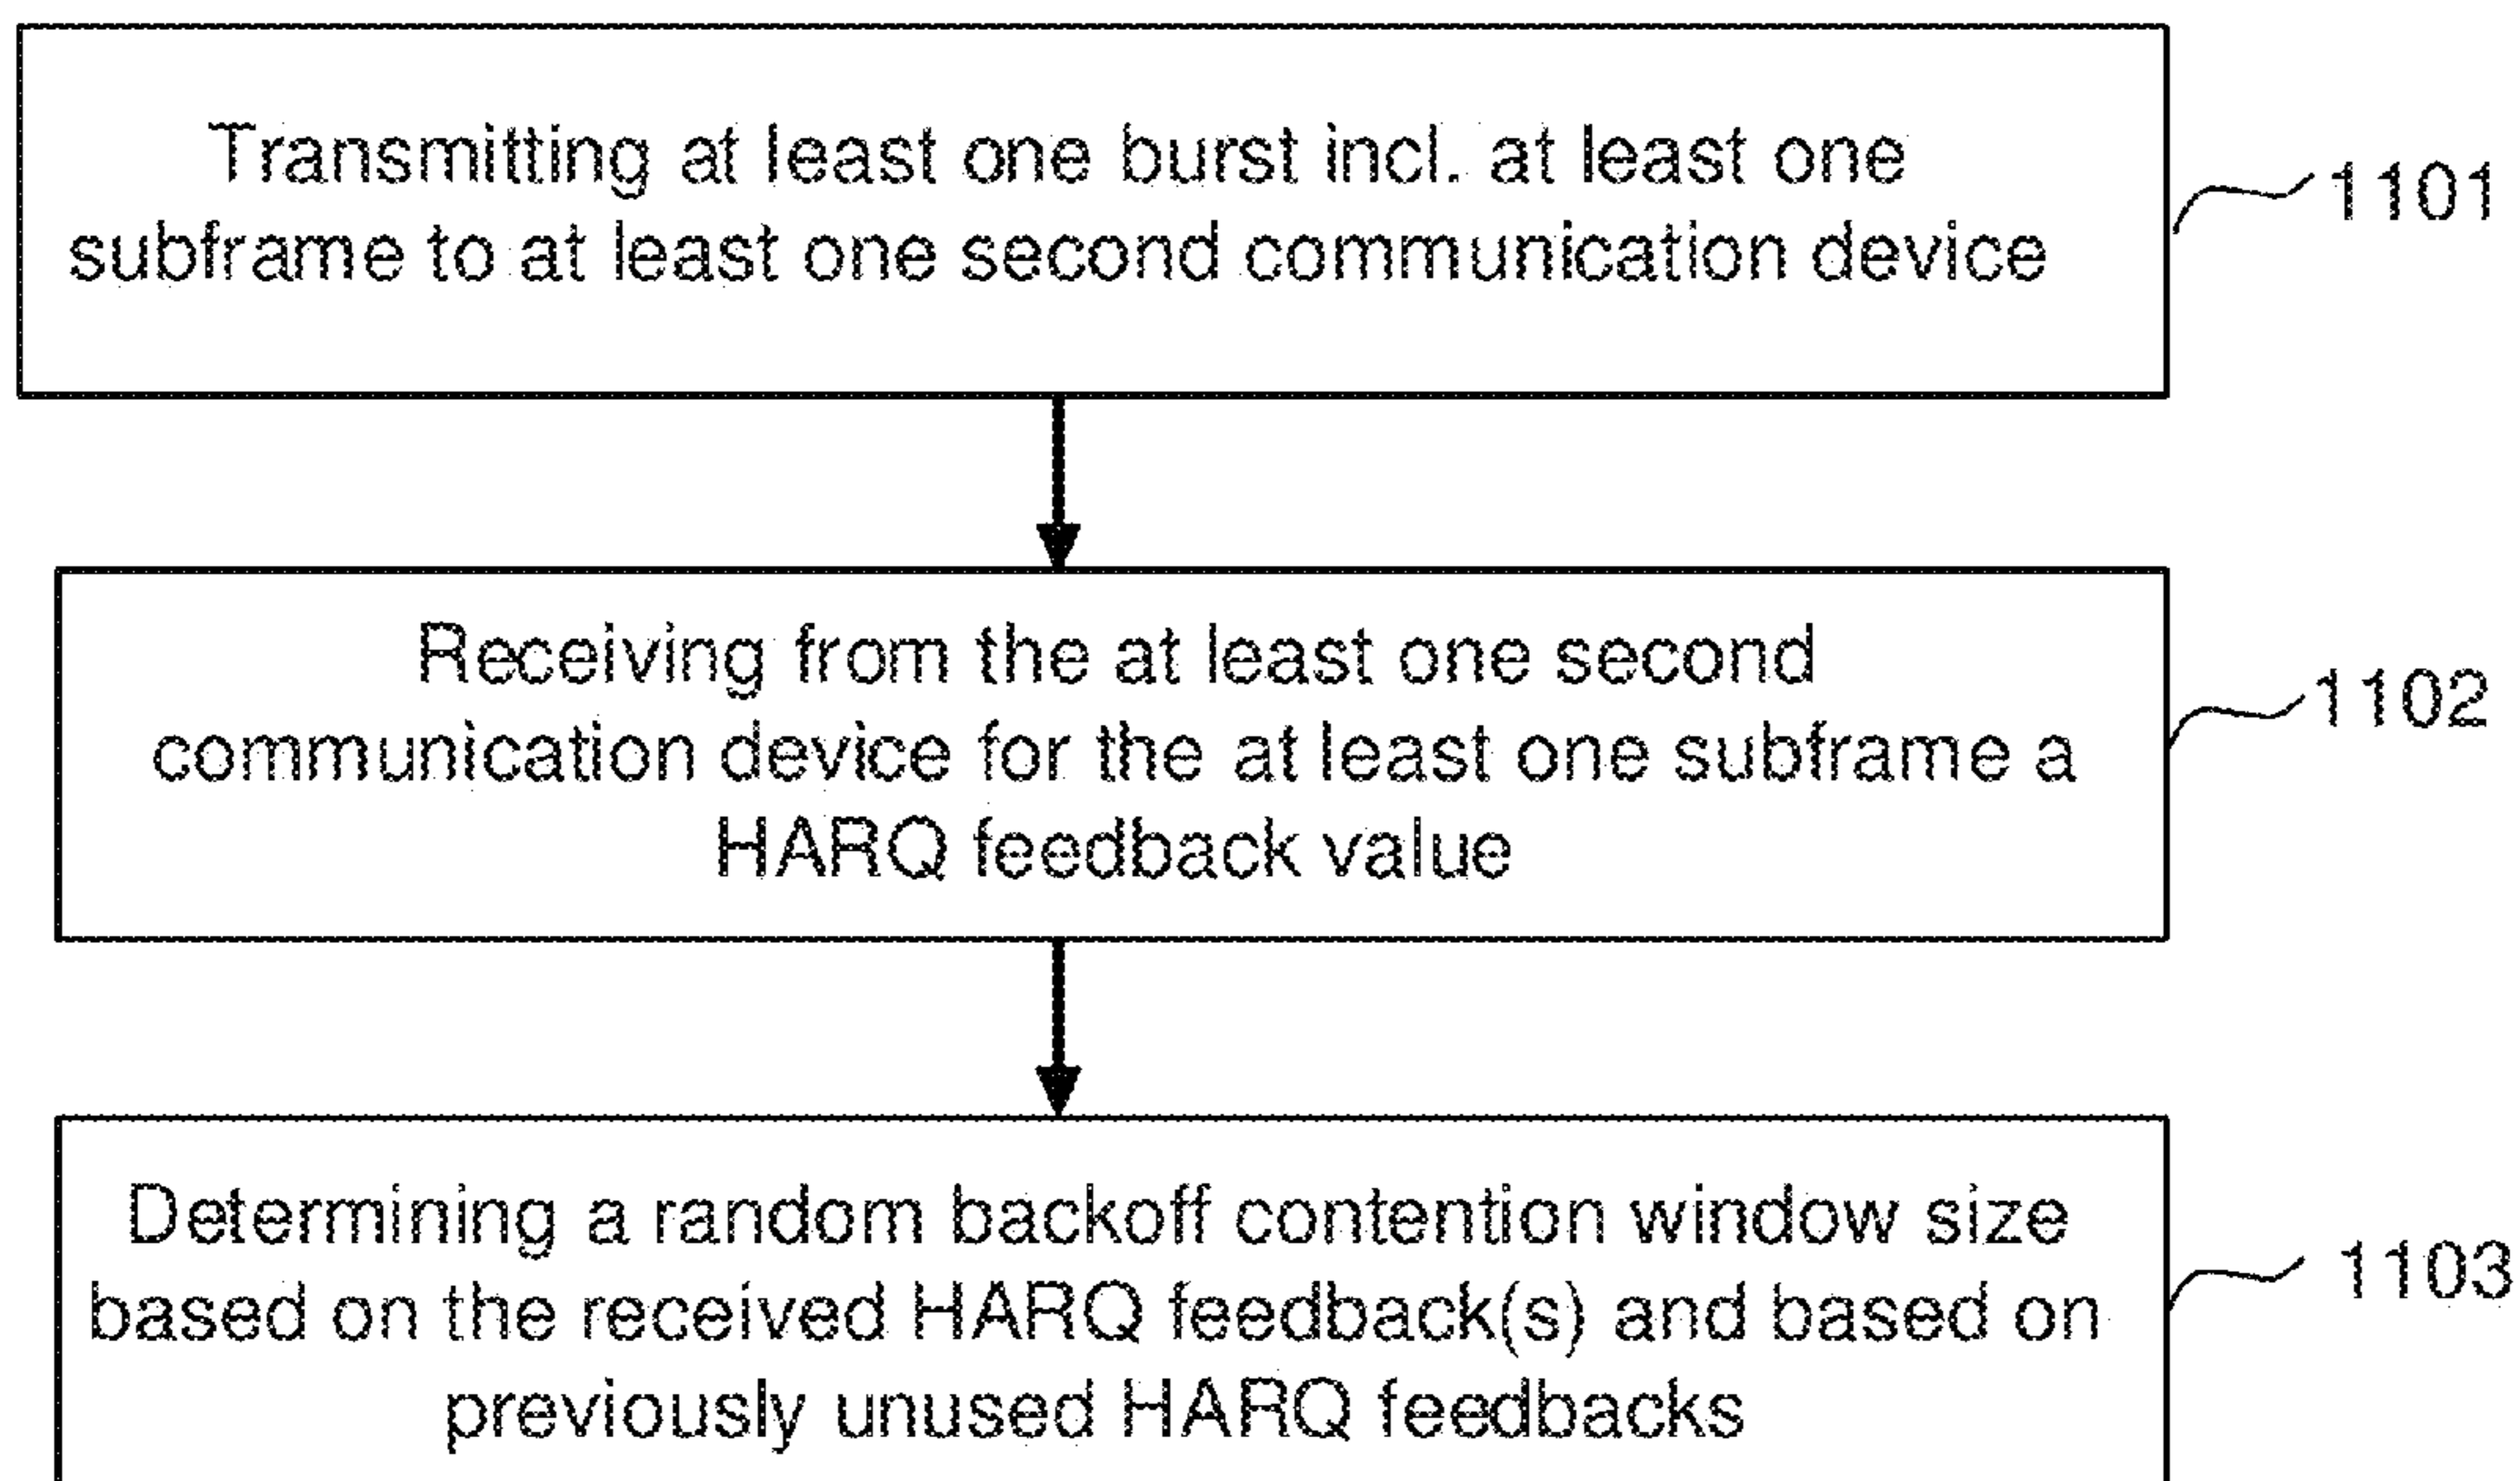 Transmitting at least one burst incl. at least one
subframe to at least one second communication device
1101
Receiving from the at least one second
communication device for the at least one subframe a
HARQ feedback value
1102
Determining a random backoff contention window size
based on the received HARQ feedback(s) and based on
previously unused HARQ feedbacks
1103